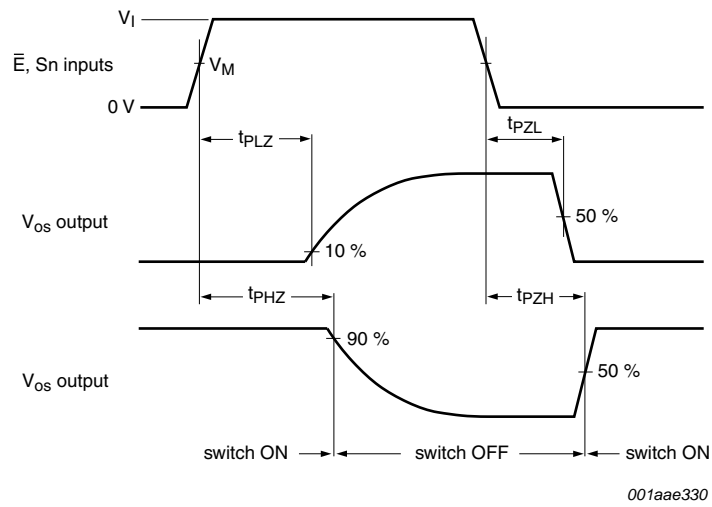 V_I
E̅, Sn inputs
V_M
0 V
t_PLZ
t_PZL
V_os output
50 %
10 %
t_PHZ
t_PZH
90 %
V_os output
50 %
switch ON
switch OFF
switch ON
001aae330